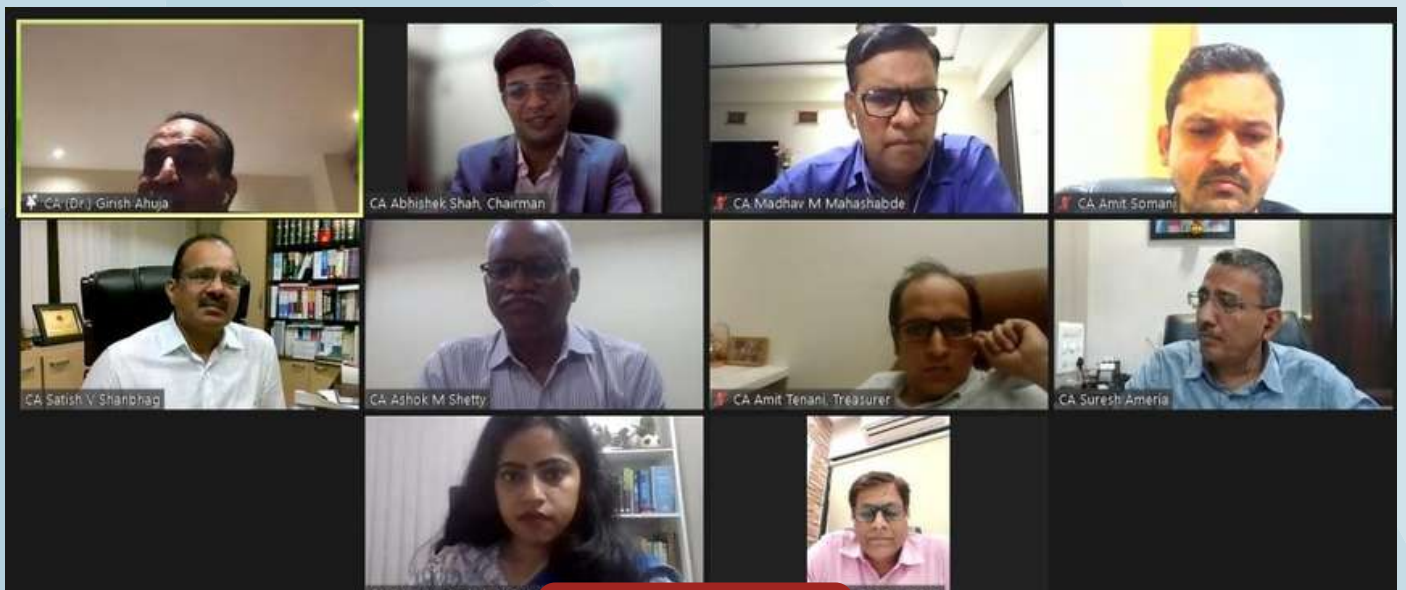 CA (Dr.) Girish Ahuja
CA Abhishek Shah, Chairman
CA Madhav M Mahashabde
CA Amit Somani
CA Satish V Shanbhag
CA Ashok M Shetty
CA Amit Tenani, Treasurer
CA Suresh Ameria